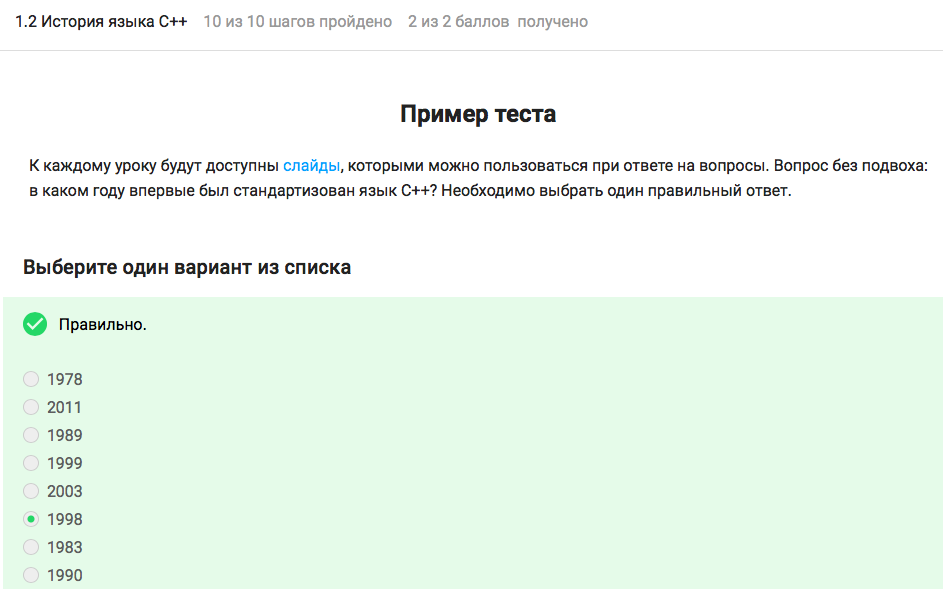 1.2 История языка C++ 10 из 10 шагов пройдено 2 из 2 баллов получено
Пример теста
К каждому уроку будут доступны слайды, которыми можно пользоваться при ответе на вопросы. Вопрос без подвоха:
в каком году впервые был стандартизован язык C++? Необходимо выбрать один правильный ответ.
Выберите один вариант из списка
Правильно.
1978
2011
1989
1999
2003
1998
1983
1990